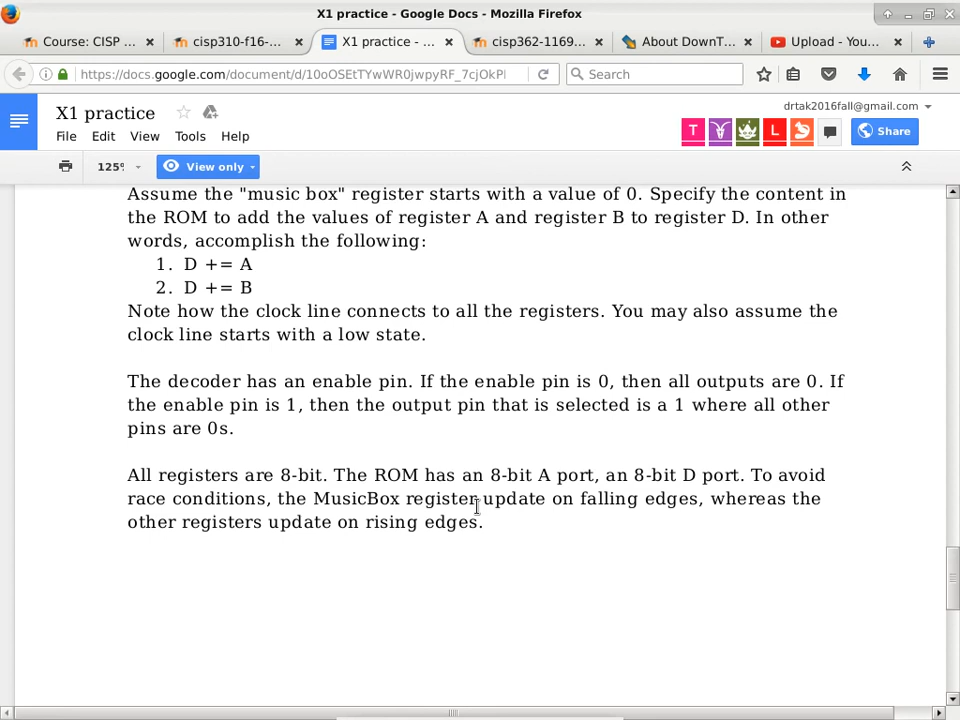 X1 practice - Google Docs - Mozilla Firefox
Course: CISP ...
cisp310-f16-...
X1 practice - ...
cisp362-1169...
About DownT...
Upload - You...
https://docs.google.com/document/d/10oOSEtTYwWR0jwpyRF_7cjOkPl
Search
X1 practice
drtak2016fall@gmail.com
File Edit View Tools Help
T
L
Share
125%
View only
Assume the "music box" register starts with a value of 0. Specify the content in
the ROM to add the values of register A and register B to register D. In other
words, accomplish the following:
1. D += A
2. D += B
Note how the clock line connects to all the registers. You may also assume the
clock line starts with a low state.
The decoder has an enable pin. If the enable pin is 0, then all outputs are 0. If
the enable pin is 1, then the output pin that is selected is a 1 where all other
pins are 0s.
All registers are 8-bit. The ROM has an 8-bit A port, an 8-bit D port. To avoid
race conditions, the MusicBox register update on falling edges, whereas the
other registers update on rising edges.